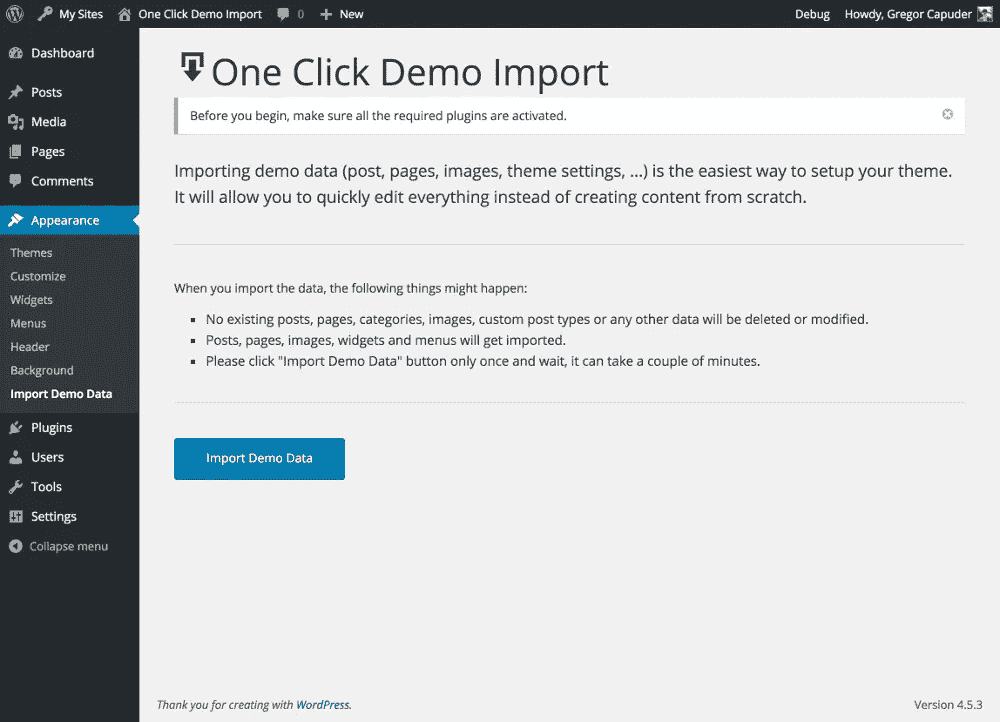 My Sites One Click Demo Import 0 New Debug Howdy, Gregor Capuder
Dashboard
Posts
Media
Pages
Comments
Appearance
Themes
Customize
Widgets
Menus
Header
Background
Import Demo Data
Plugins
Users
Tools
Settings
Collapse menu
One Click Demo Import
Before you begin, make sure all the required plugins are activated.
Importing demo data (post, pages, images, theme settings, ...) is the easiest way to setup your theme.
It will allow you to quickly edit everything instead of creating content from scratch.
When you import the data, the following things might happen:
No existing posts, pages, categories, images, custom post types or any other data will be deleted or modified.
Posts, pages, images, widgets and menus will get imported.
Please click "Import Demo Data" button only once and wait, it can take a couple of minutes.
Import Demo Data
Thank you for creating with WordPress. Version 4.5.3